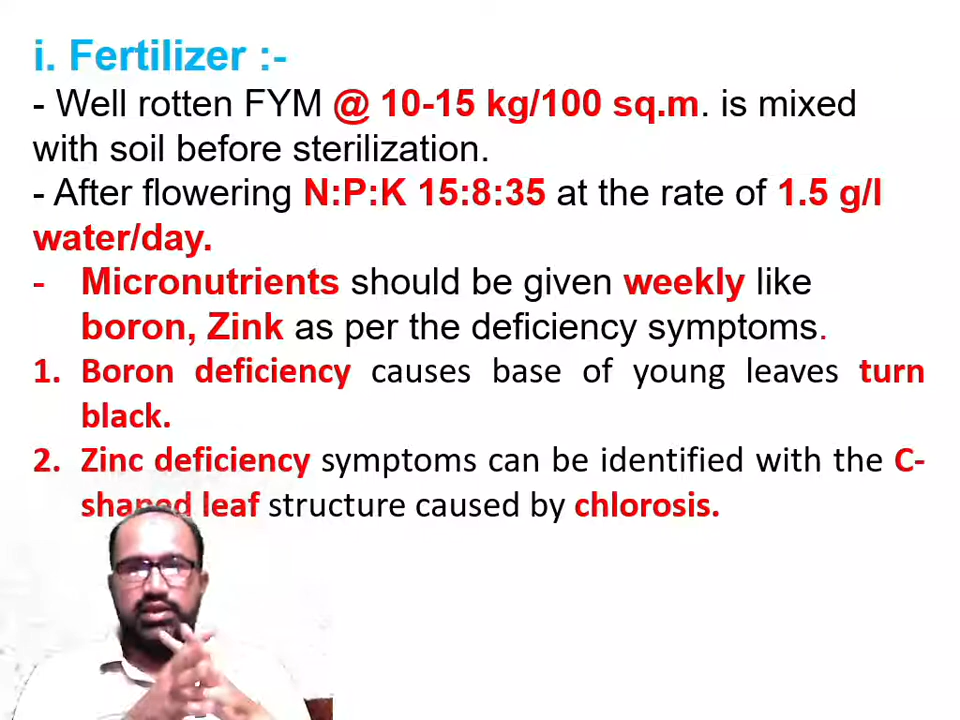 i. Fertilizer :-
- Well rotten FYM @ 10-15 kg/100 sq.m. is mixed
with soil before sterilization.
- After flowering N:P:K 15:8:35 at the rate of 1.5 g/l
water/day.
- Micronutrients should be given weekly like
boron, Zink as per the deficiency symptoms.
1. Boron deficiency causes base of young leaves turn
black.
2. Zinc deficiency symptoms can be identified with the C-
shaped leaf structure caused by chlorosis.